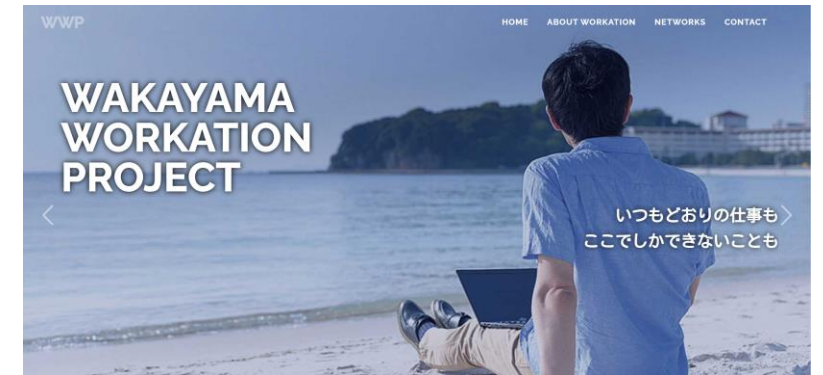 WWP
HOME ABOUT WORKATION NETWORKS CONTACT
WAKAYAMA
WORKATION
PROJECT
いつもどおりの仕事も
ここでしかできないことも